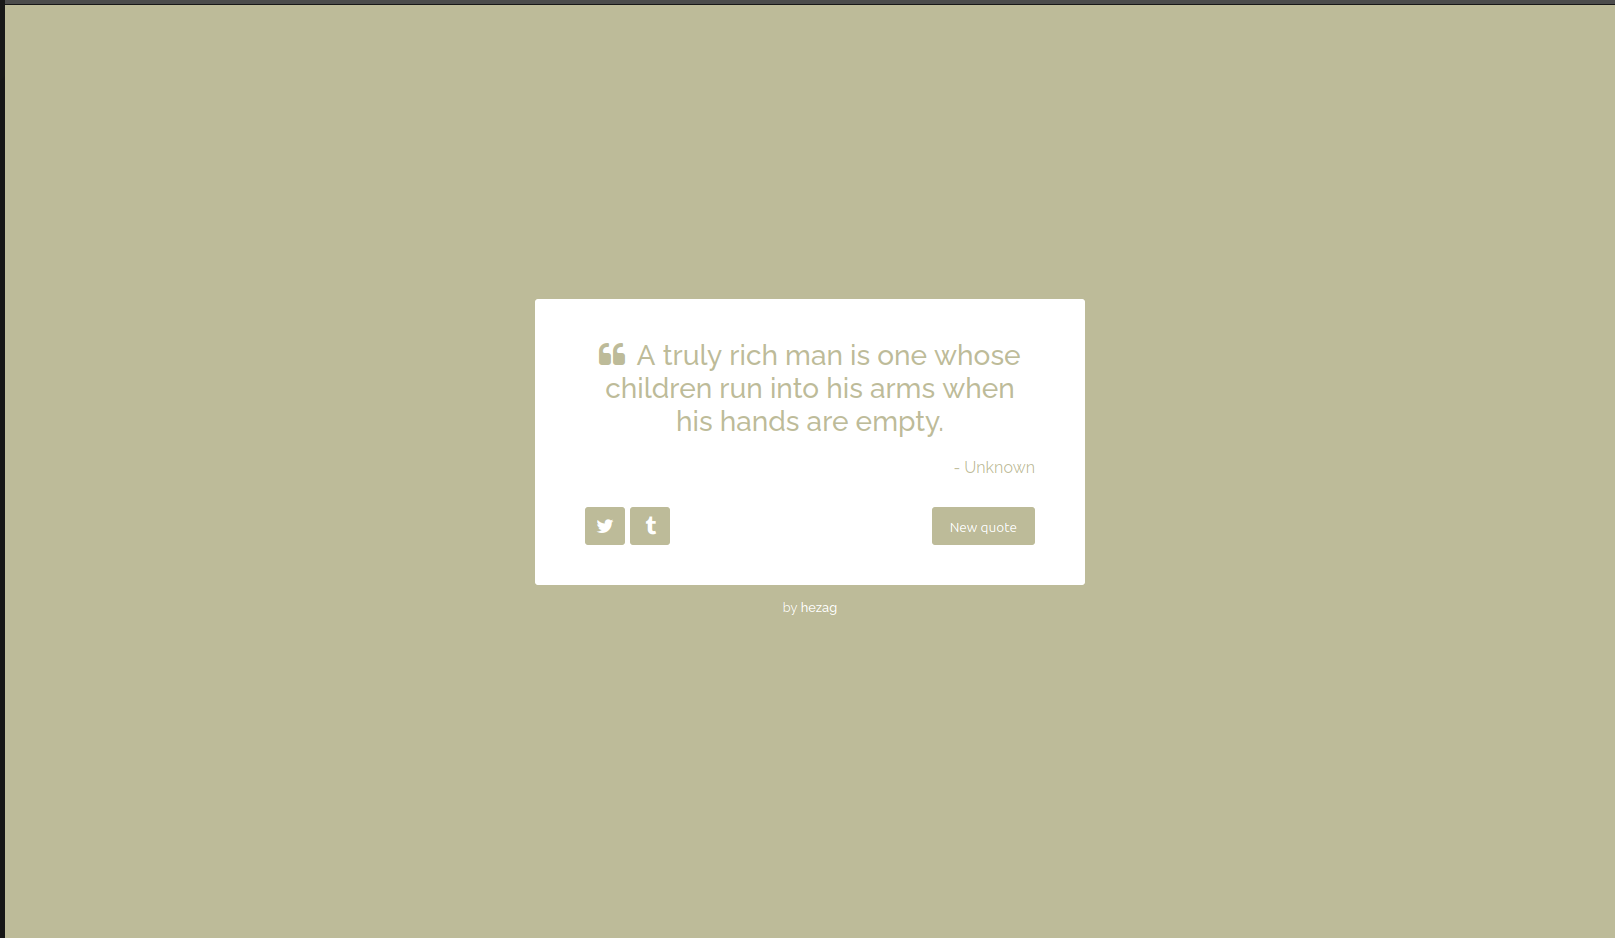 ❝ A truly rich man is one whose
children run into his arms when
his hands are empty.
- Unknown
New quote
by hezag